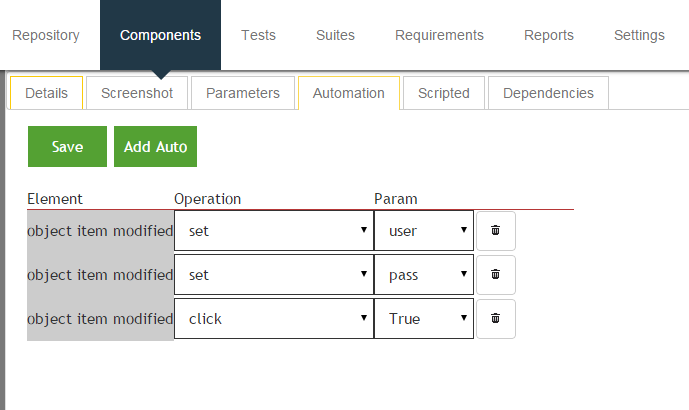 Repository Components Tests Suites Requirements Reports Settings
Details Screenshot Parameters Automation Scripted Dependencies
Save Add Auto
Element Operation Param
object item modified set user
object item modified set pass
object item modified click True